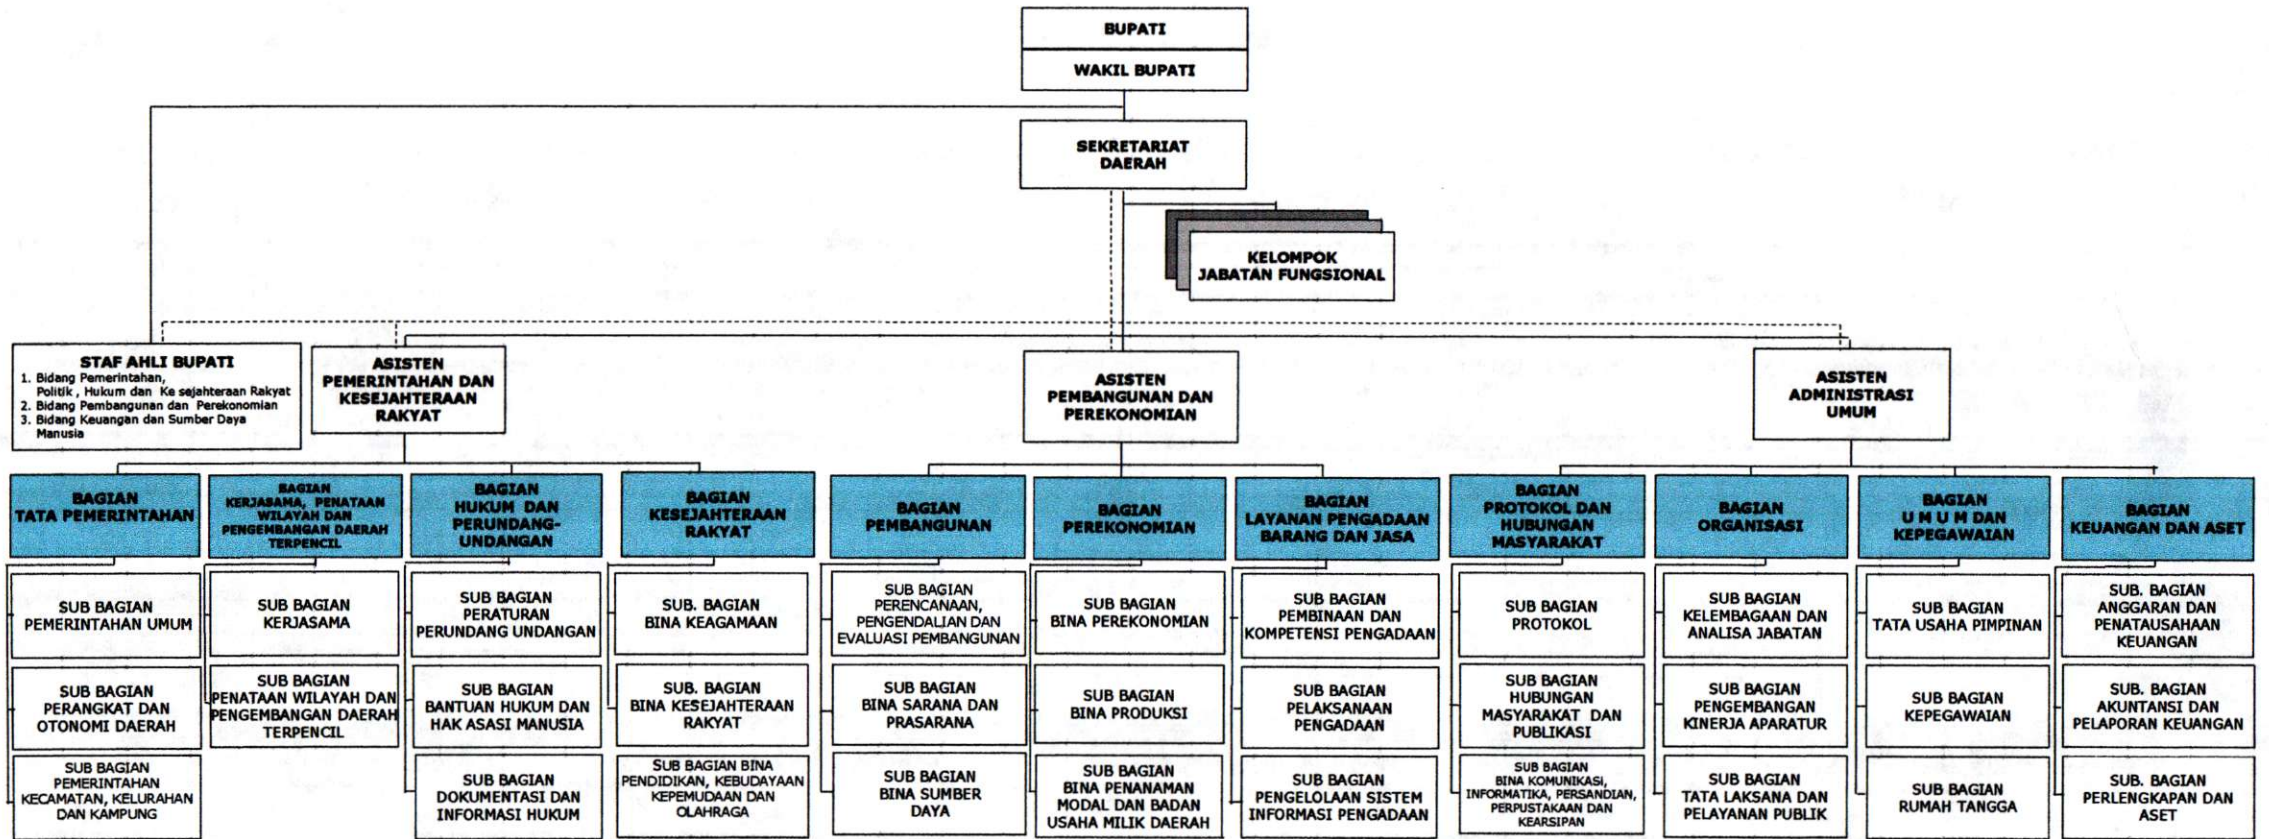 BUPATI
WAKIL BUPATI
SEKRETARIAT
DAERAH
KELOMPOK
JABATAN FUNGSIONAL
STAF AHLI BUPATI
1. Bidang Pemerintahan,
Politik , Hukum dan Ke sejahteraan Rakyat
2. Bidang Pembangunan dan Perekonomian
3. Bidang Keuangan dan Sumber Daya
Manusia
ASISTEN
PEMERINTAHAN DAN
KESEJAHTERAAN
RAKYAT
ASISTEN
PEMBANGUNAN DAN
PEREKONOMIAN
ASISTEN
ADMINISTRASI
UMUM
BAGIAN
TATA PEMERINTAHAN
BAGIAN
KERJASAMA, PENATAAN
WILAYAH DAN
PENGEMBANGAN DAERAH
TERPENCIL
BAGIAN
HUKUM DAN
PERUNDANG-
UNDANGAN
BAGIAN
KESEJAHTERAAN
RAKYAT
BAGIAN
PEMBANGUNAN
BAGIAN
PEREKONOMIAN
BAGIAN
LAYANAN PENGADAAN
BARANG DAN JASA
BAGIAN
PROTOKOL DAN
HUBUNGAN
MASYARAKAT
BAGIAN
ORGANISASI
BAGIAN
U M U M DAN
KEPEGAWAIAN
BAGIAN
KEUANGAN DAN ASET
SUB BAGIAN
PEMERINTAHAN UMUM
SUB BAGIAN
KERJASAMA
SUB BAGIAN
PERATURAN
PERUNDANG UNDANGAN
SUB. BAGIAN
BINA KEAGAMAAN
SUB BAGIAN
PERENCANAAN,
PENGENDALIAN DAN
EVALUASI PEMBANGUNAN
SUB BAGIAN
BINA PEREKONOMIAN
SUB BAGIAN
PEMBINAAN DAN
KOMPETENSI PENGADAAN
SUB BAGIAN
PROTOKOL
SUB BAGIAN
KELEMBAGAAN DAN
ANALISA JABATAN
SUB BAGIAN
TATA USAHA PIMPINAN
SUB. BAGIAN
ANGGARAN DAN
PENATAUSAHAAN
KEUANGAN
SUB BAGIAN
PERANGKAT DAN
OTONOMI DAERAH
SUB BAGIAN
PENATAAN WILAYAH DAN
PENGEMBANGAN DAERAH
TERPENCIL
SUB BAGIAN
BANTUAN HUKUM DAN
HAK ASASI MANUSIA
SUB. BAGIAN
BINA KESEJAHTERAAN
RAKYAT
SUB BAGIAN
BINA SARANA DAN
PRASARANA
SUB BAGIAN
BINA PRODUKSI
SUB BAGIAN
PELAKSANAAN
PENGADAAN
SUB BAGIAN
HUBUNGAN
MASYARAKAT DAN
PUBLIKASI
SUB BAGIAN
PENGEMBANGAN
KINERJA APARATUR
SUB BAGIAN
KEPEGAWAIAN
SUB. BAGIAN
AKUNTANSI DAN
PELAPORAN KEUANGAN
SUB BAGIAN
PEMERINTAHAN
KECAMATAN, KELURAHAN
DAN KAMPUNG
SUB BAGIAN
DOKUMENTASI DAN
INFORMASI HUKUM
SUB BAGIAN BINA
PENDIDIKAN, KEBUDAYAAN
KEPEMUDAAN DAN
OLAHRAGA
SUB BAGIAN
BINA SUMBER
DAYA
SUB BAGIAN
BINA PENANAMAN
MODAL DAN BADAN
USAHA MILIK DAERAH
SUB BAGIAN
PENGELOLAAN SISTEM
INFORMASI PENGADAAN
SUB BAGIAN
BINA KOMUNIKASI,
INFORMATIKA, PERSANDIAN,
PERPUSTAKAAN DAN
KEARSIPAN
SUB BAGIAN
TATA LAKSANA DAN
PELAYANAN PUBLIK
SUB BAGIAN
RUMAH TANGGA
SUB. BAGIAN
PERLENGKAPAN DAN
ASET